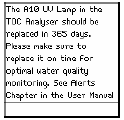 The A10 UV Lamp in the
TOC Analyser should be
replaced in 365 days.
Please make sure to
replace it on time for
optimal water quality
monitoring. See Alerts
Chapter in the User Manual